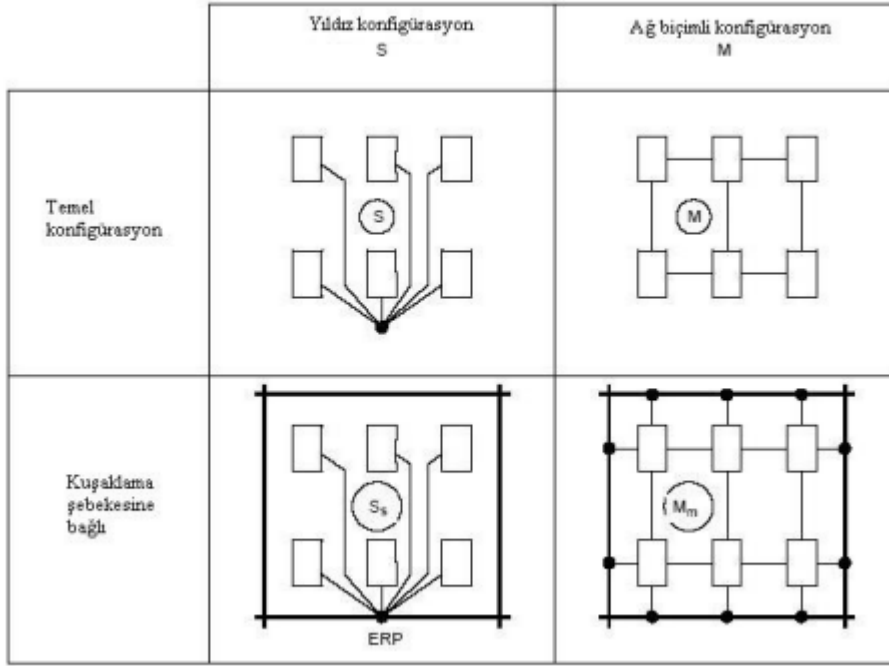 Yıldız konfigürasyon
S
Ağ biçimli konfigürasyon
M
Temel
konfigürasyon
S
M
Kuşaklama
şebekesine
bağlı
Ss
Mm
ERP